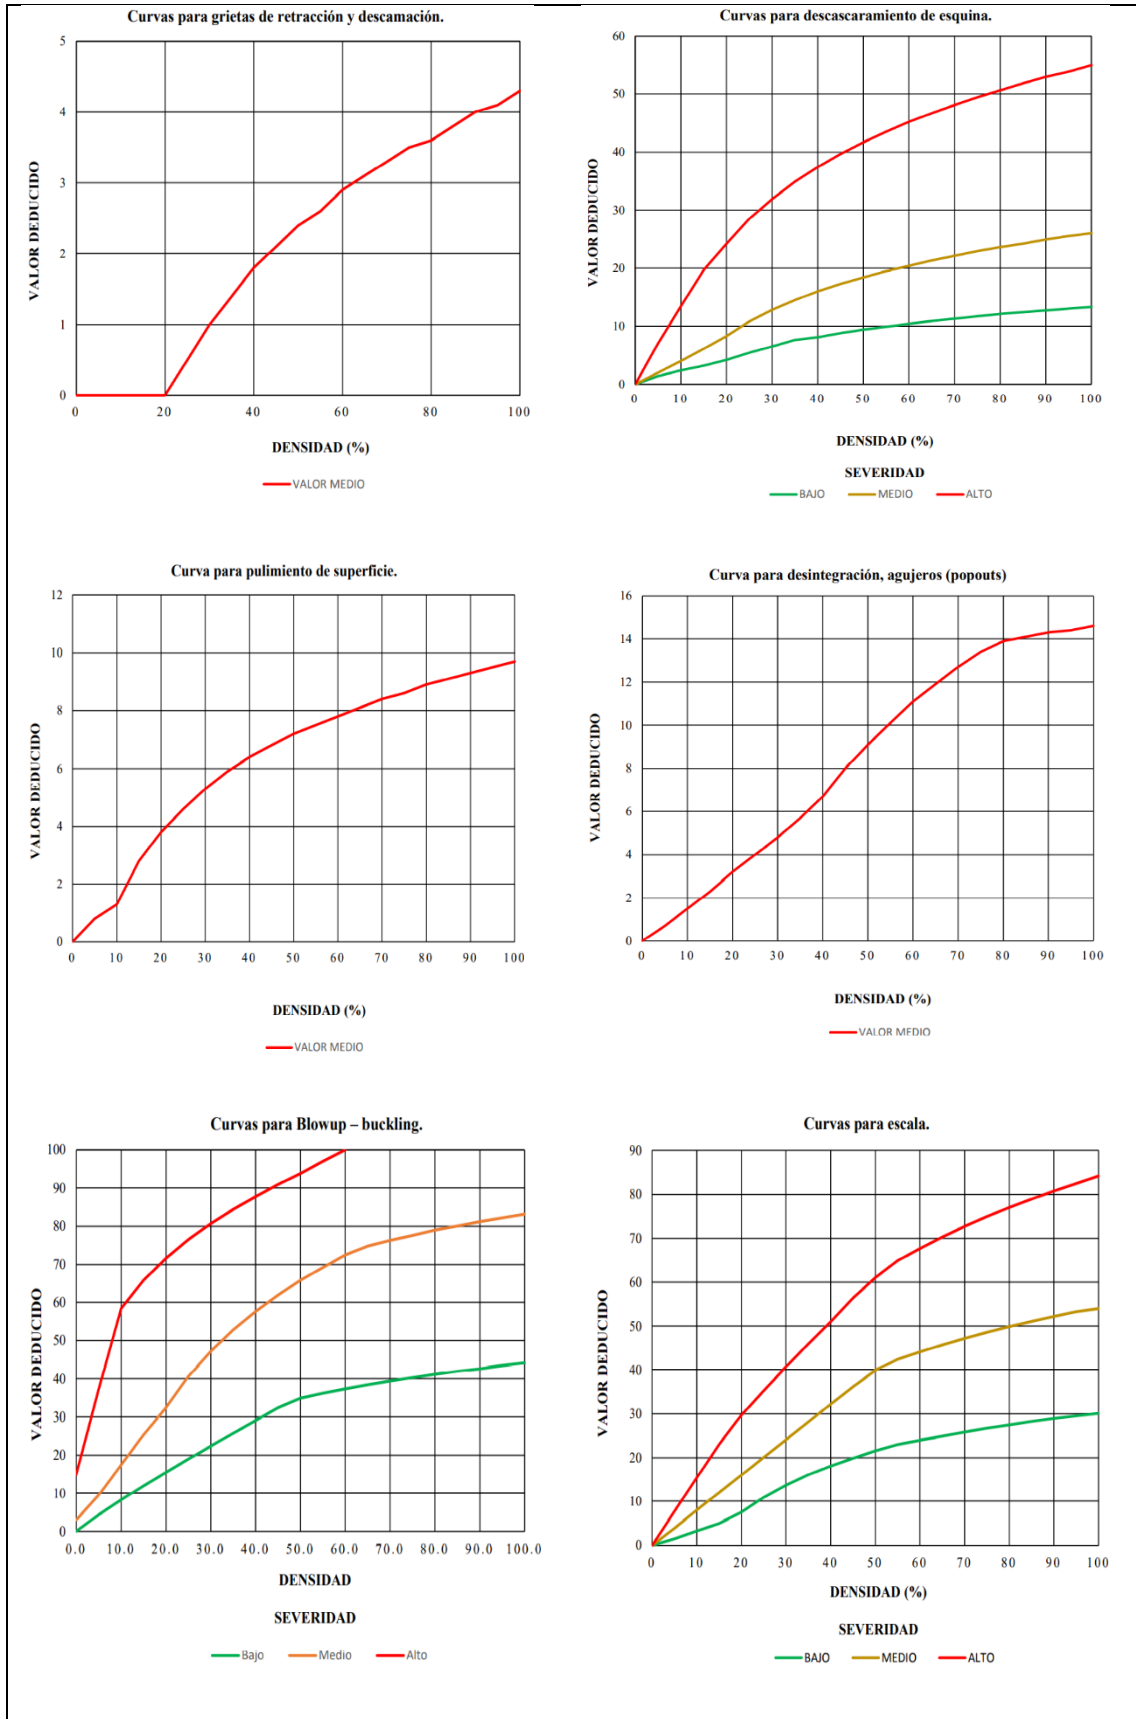 Curvas para grietas de retracción y descamación.
5
4
3
2
1
0
VALOR DEDUCIDO
0 20 40 60 80 100
DENSIDAD (%)
VALOR MEDIO
Curvas para descascaramiento de esquina.
60
50
40
30
20
10
0
VALOR DEDUCIDO
0 10 20 30 40 50 60 70 80 90 100
DENSIDAD (%)
SEVERIDAD
BAJO MEDIO ALTO
Curva para pulimiento de superficie.
12
10
8
6
4
2
0
VALOR DEDUCIDO
0 10 20 30 40 50 60 70 80 90 100
DENSIDAD (%)
VALOR MEDIO
Curva para desintegración, agujeros (popouts)
16
14
12
10
8
6
4
2
0
VALOR DEDUCIDO
0 10 20 30 40 50 60 70 80 90 100
DENSIDAD (%)
VALOR MEDIO
Curvas para Blowup – buckling.
100
90
80
70
60
50
40
30
20
10
0
VALOR DEDUCIDO
0.0 10.0 20.0 30.0 40.0 50.0 60.0 70.0 80.0 90.0 100.0
DENSIDAD
SEVERIDAD
Bajo Medio Alto
Curvas para escala.
90
80
70
60
50
40
30
20
10
0
VALOR DEDUCIDO
0 10 20 30 40 50 60 70 80 90 100
DENSIDAD (%)
SEVERIDAD
BAJO MEDIO ALTO